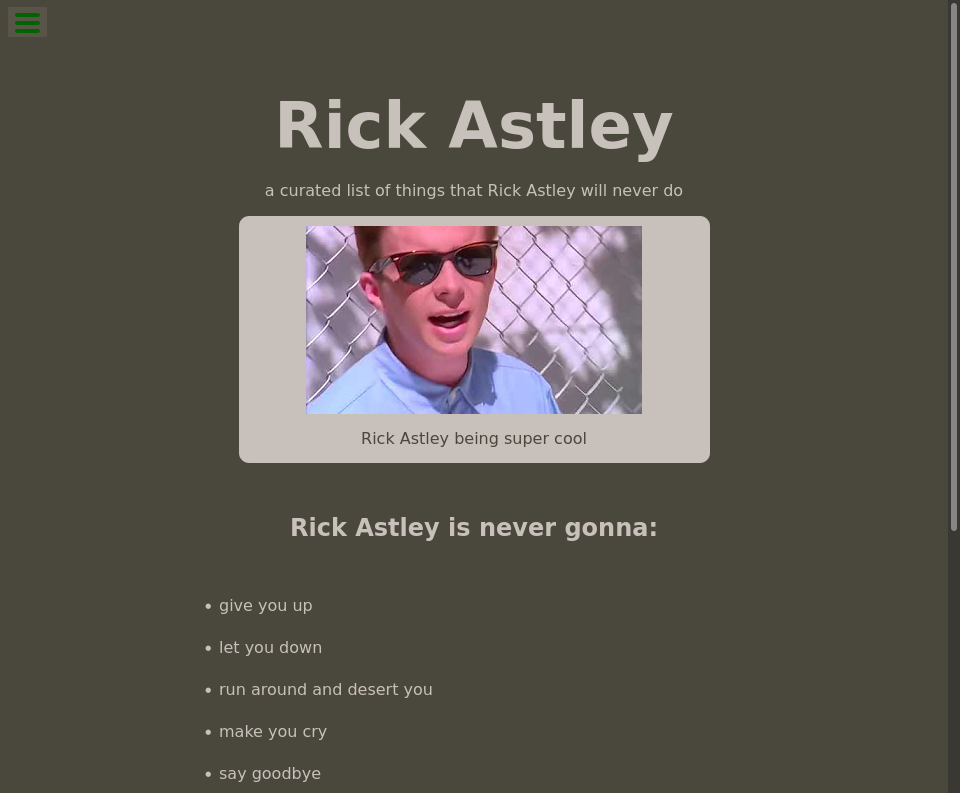 Rick Astley
a curated list of things that Rick Astley will never do
Rick Astley being super cool
Rick Astley is never gonna:
• give you up
• let you down
• run around and desert you
• make you cry
• say goodbye